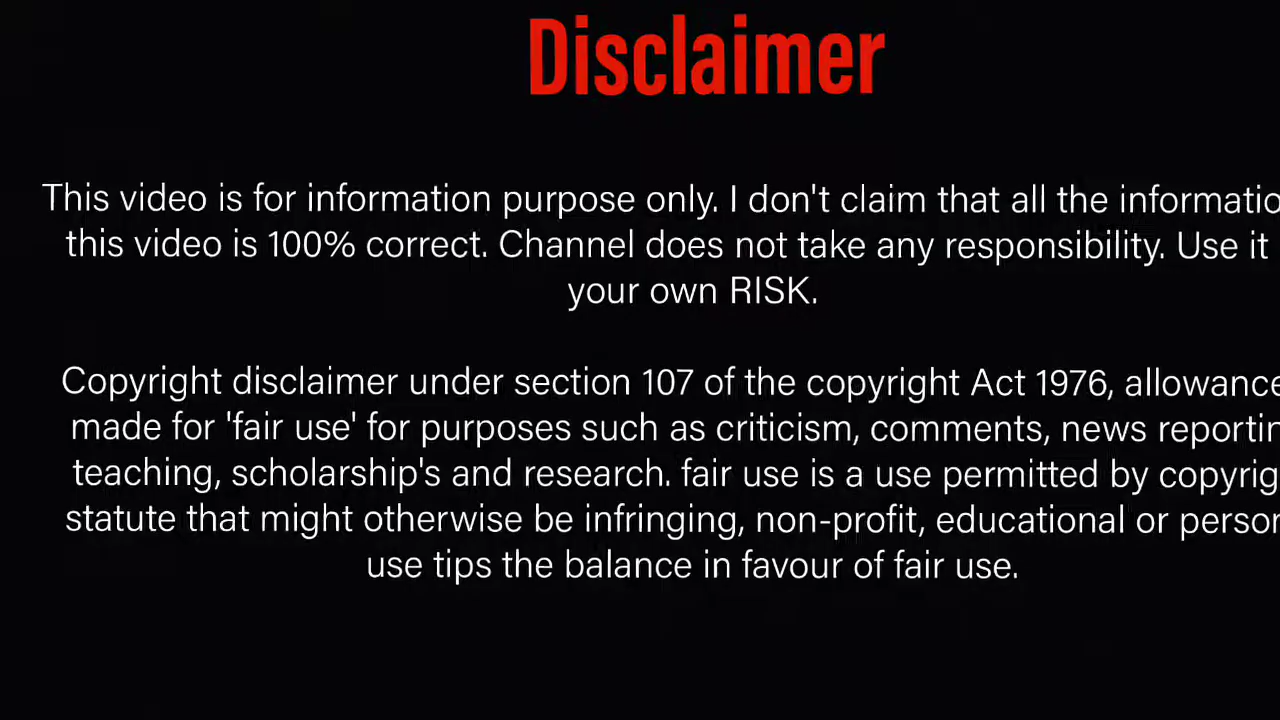 Disclaimer
This video is for information purpose only. I don't claim that all the informatio
this video is 100% correct. Channel does not take any responsibility. Use it
your own RISK.
Copyright disclaimer under section 107 of the copyright Act 1976, allowance
made for 'fair use' for purposes such as criticism, comments, news reportin
teaching, scholarship's and research. fair use is a use permitted by copyrig
statute that might otherwise be infringing, non-profit, educational or person
use tips the balance in favour of fair use.